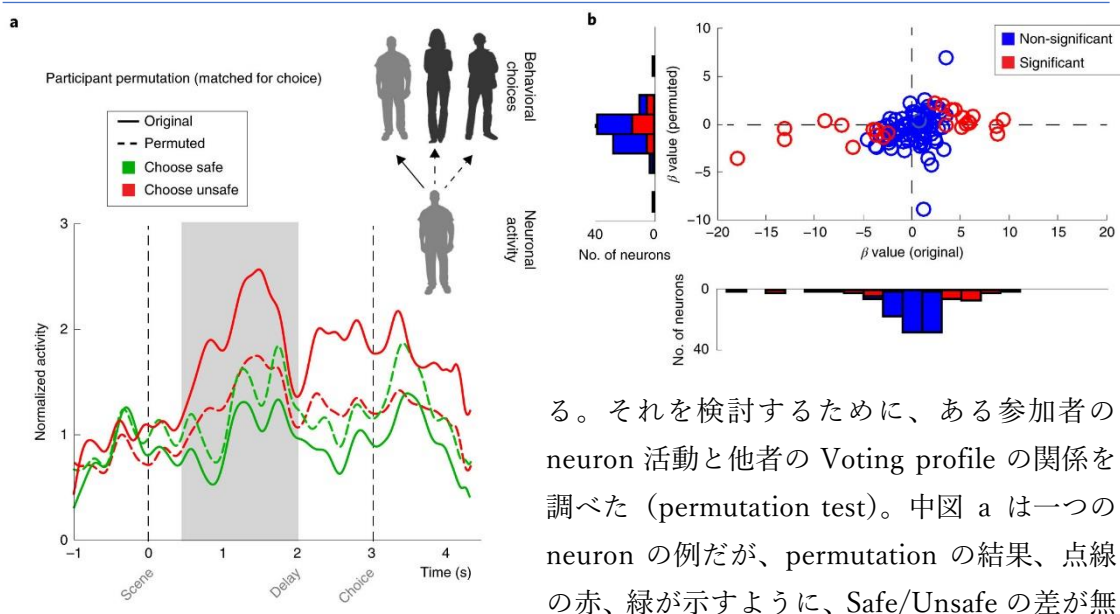 a
Participant permutation (matched for choice)
Original
Permuted
Choose safe
Choose unsafe
Behavioral
choices
Neuronal
activity
3
2
1
0
Normalized activity
−1
0
1
2
3
4
Time (s)
Scene
Delay
Choice
b
10
5
0
−5
−10
β value (permuted)
Non-significant
Significant
40
0
No. of neurons
−20
−15
−10
−5
0
5
10
15
20
β value (original)
0
40
No. of neurons
る。それを検討するために、ある参加者の
neuron 活動と他者の Voting profile の関係を
調べた（permutation test）。中図 a は一つの
neuron の例だが、permutation の結果、点線
の赤、緑が示すように、Safe/Unsafe の差が無